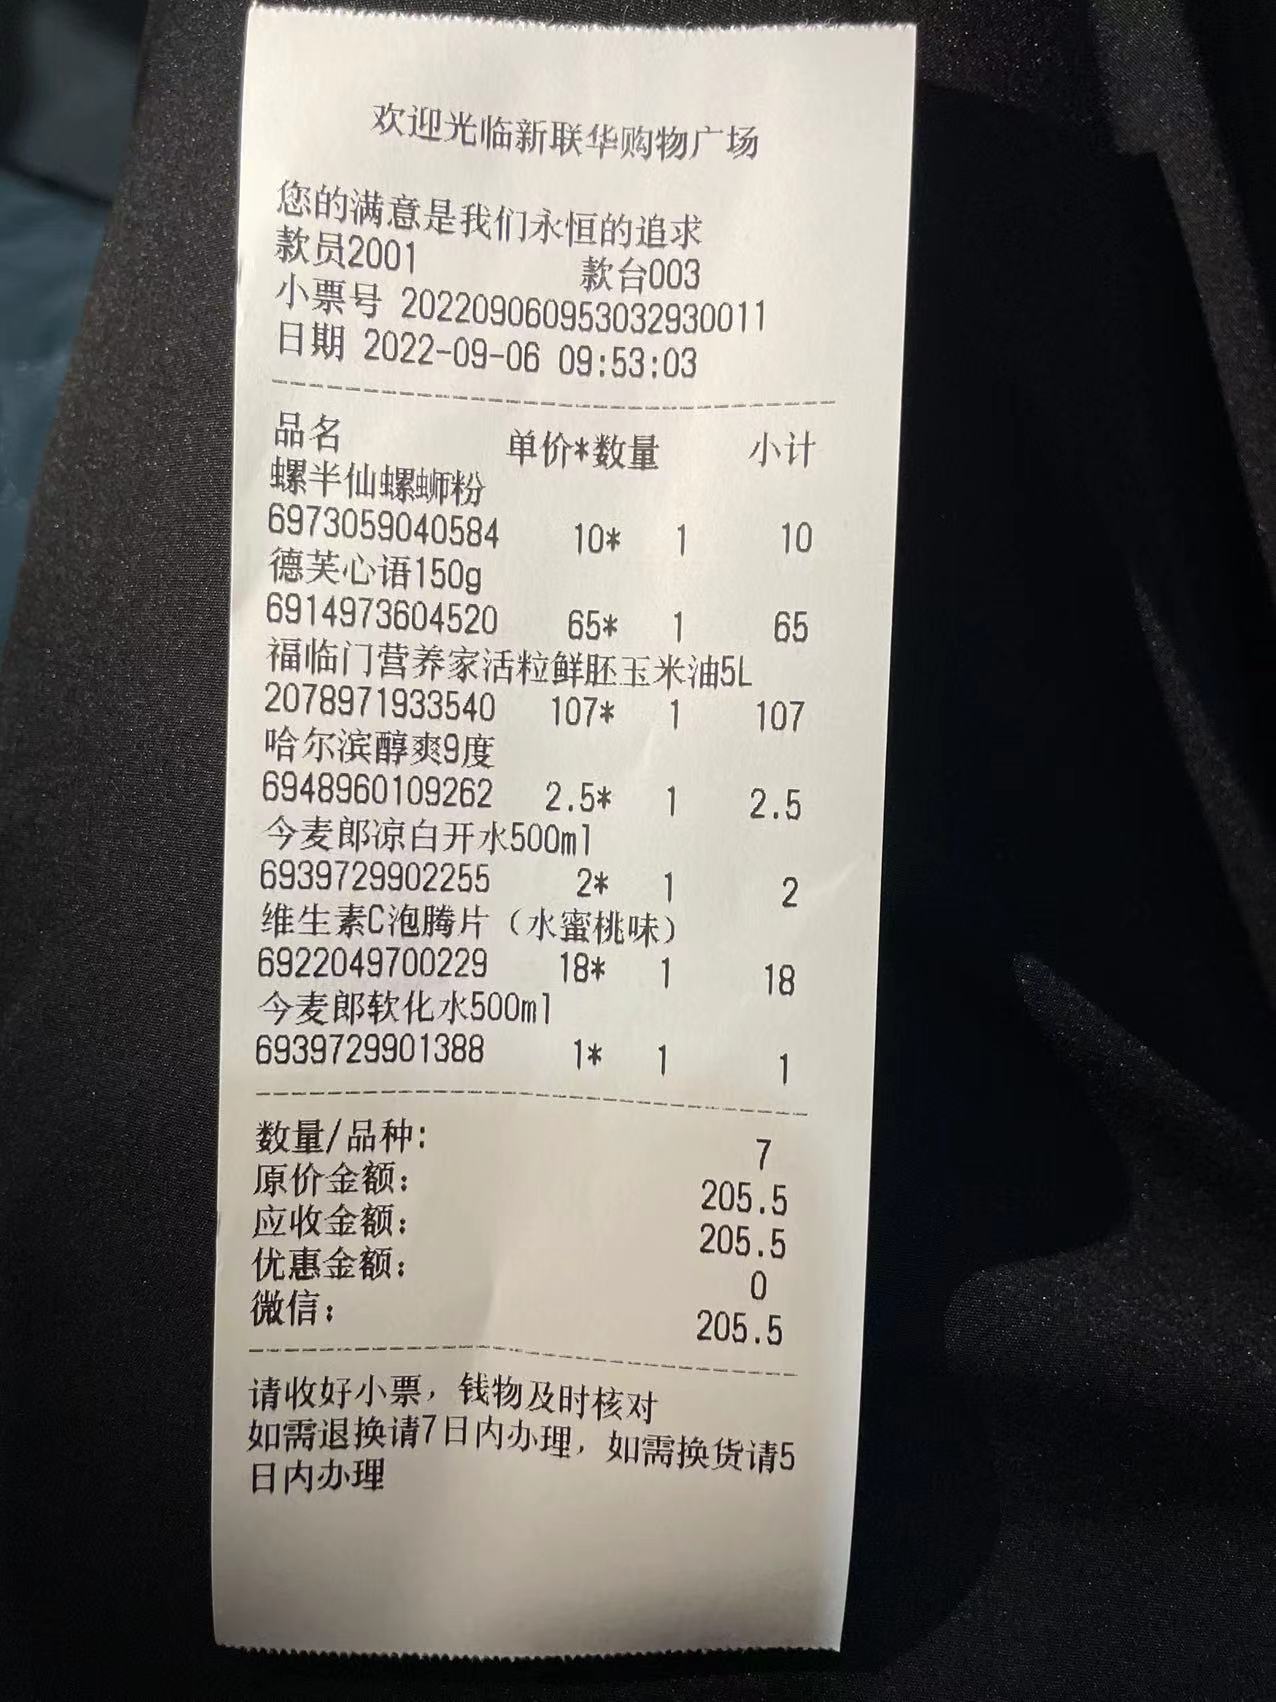 欢迎光临新联华购物广场
您的满意是我们永恒的追求
款员2001 款台003
小票号 202209060953032930011
日期 2022-09-06 09:53:03
品名 单价*数量 小计
螺半仙螺蛳粉
6973059040584 10* 1 10
德芙心语150g
6914973604520 65* 1 65
福临门营养家活粒鲜胚玉米油5L
2078971933540 107* 1 107
哈尔滨醇爽9度
6948960109262 2.5* 1 2.5
今麦郎凉白开水500ml
6939729902255 2* 1 2
维生素C泡腾片（水蜜桃味）
6922049700229 18* 1 18
今麦郎软化水500ml
6939729901388 1* 1 1
数量/品种: 7
原价金额: 205.5
应收金额: 205.5
优惠金额: 0
微信: 205.5
请收好小票，钱物及时核对
如需退换请7日内办理，如需换货请5
日内办理